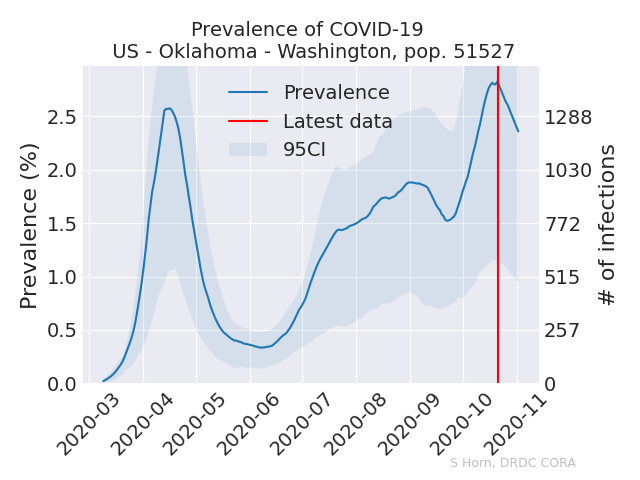 Prevalence of COVID-19
US - Oklahoma - Washington, pop. 51527
Prevalence
Latest data
95CI
Prevalence (%)
2.5
2.0
1.5
1.0
0.5
0.0
1288
1030
772
515
257
0
# of infections
2020-03
2020-04
2020-05
2020-06
2020-07
2020-08
2020-09
2020-10
2020-11
S Horn, DRDC CORA